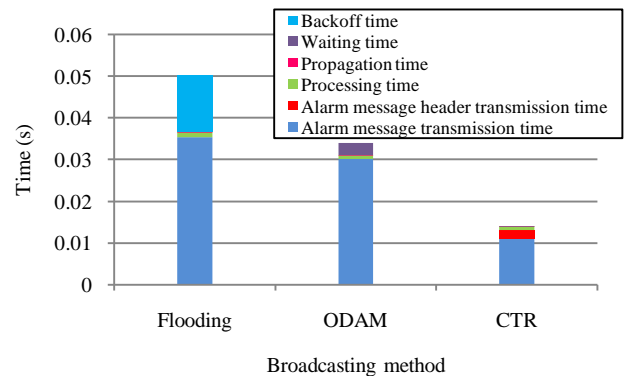 Backoff time
Waiting time
Propagation time
Processing time
Alarm message header transmission time
Alarm message transmission time
0.06
0.05
0.04
0.03
0.02
0.01
0
Time (s)
Flooding
ODAM
CTR
Broadcasting method